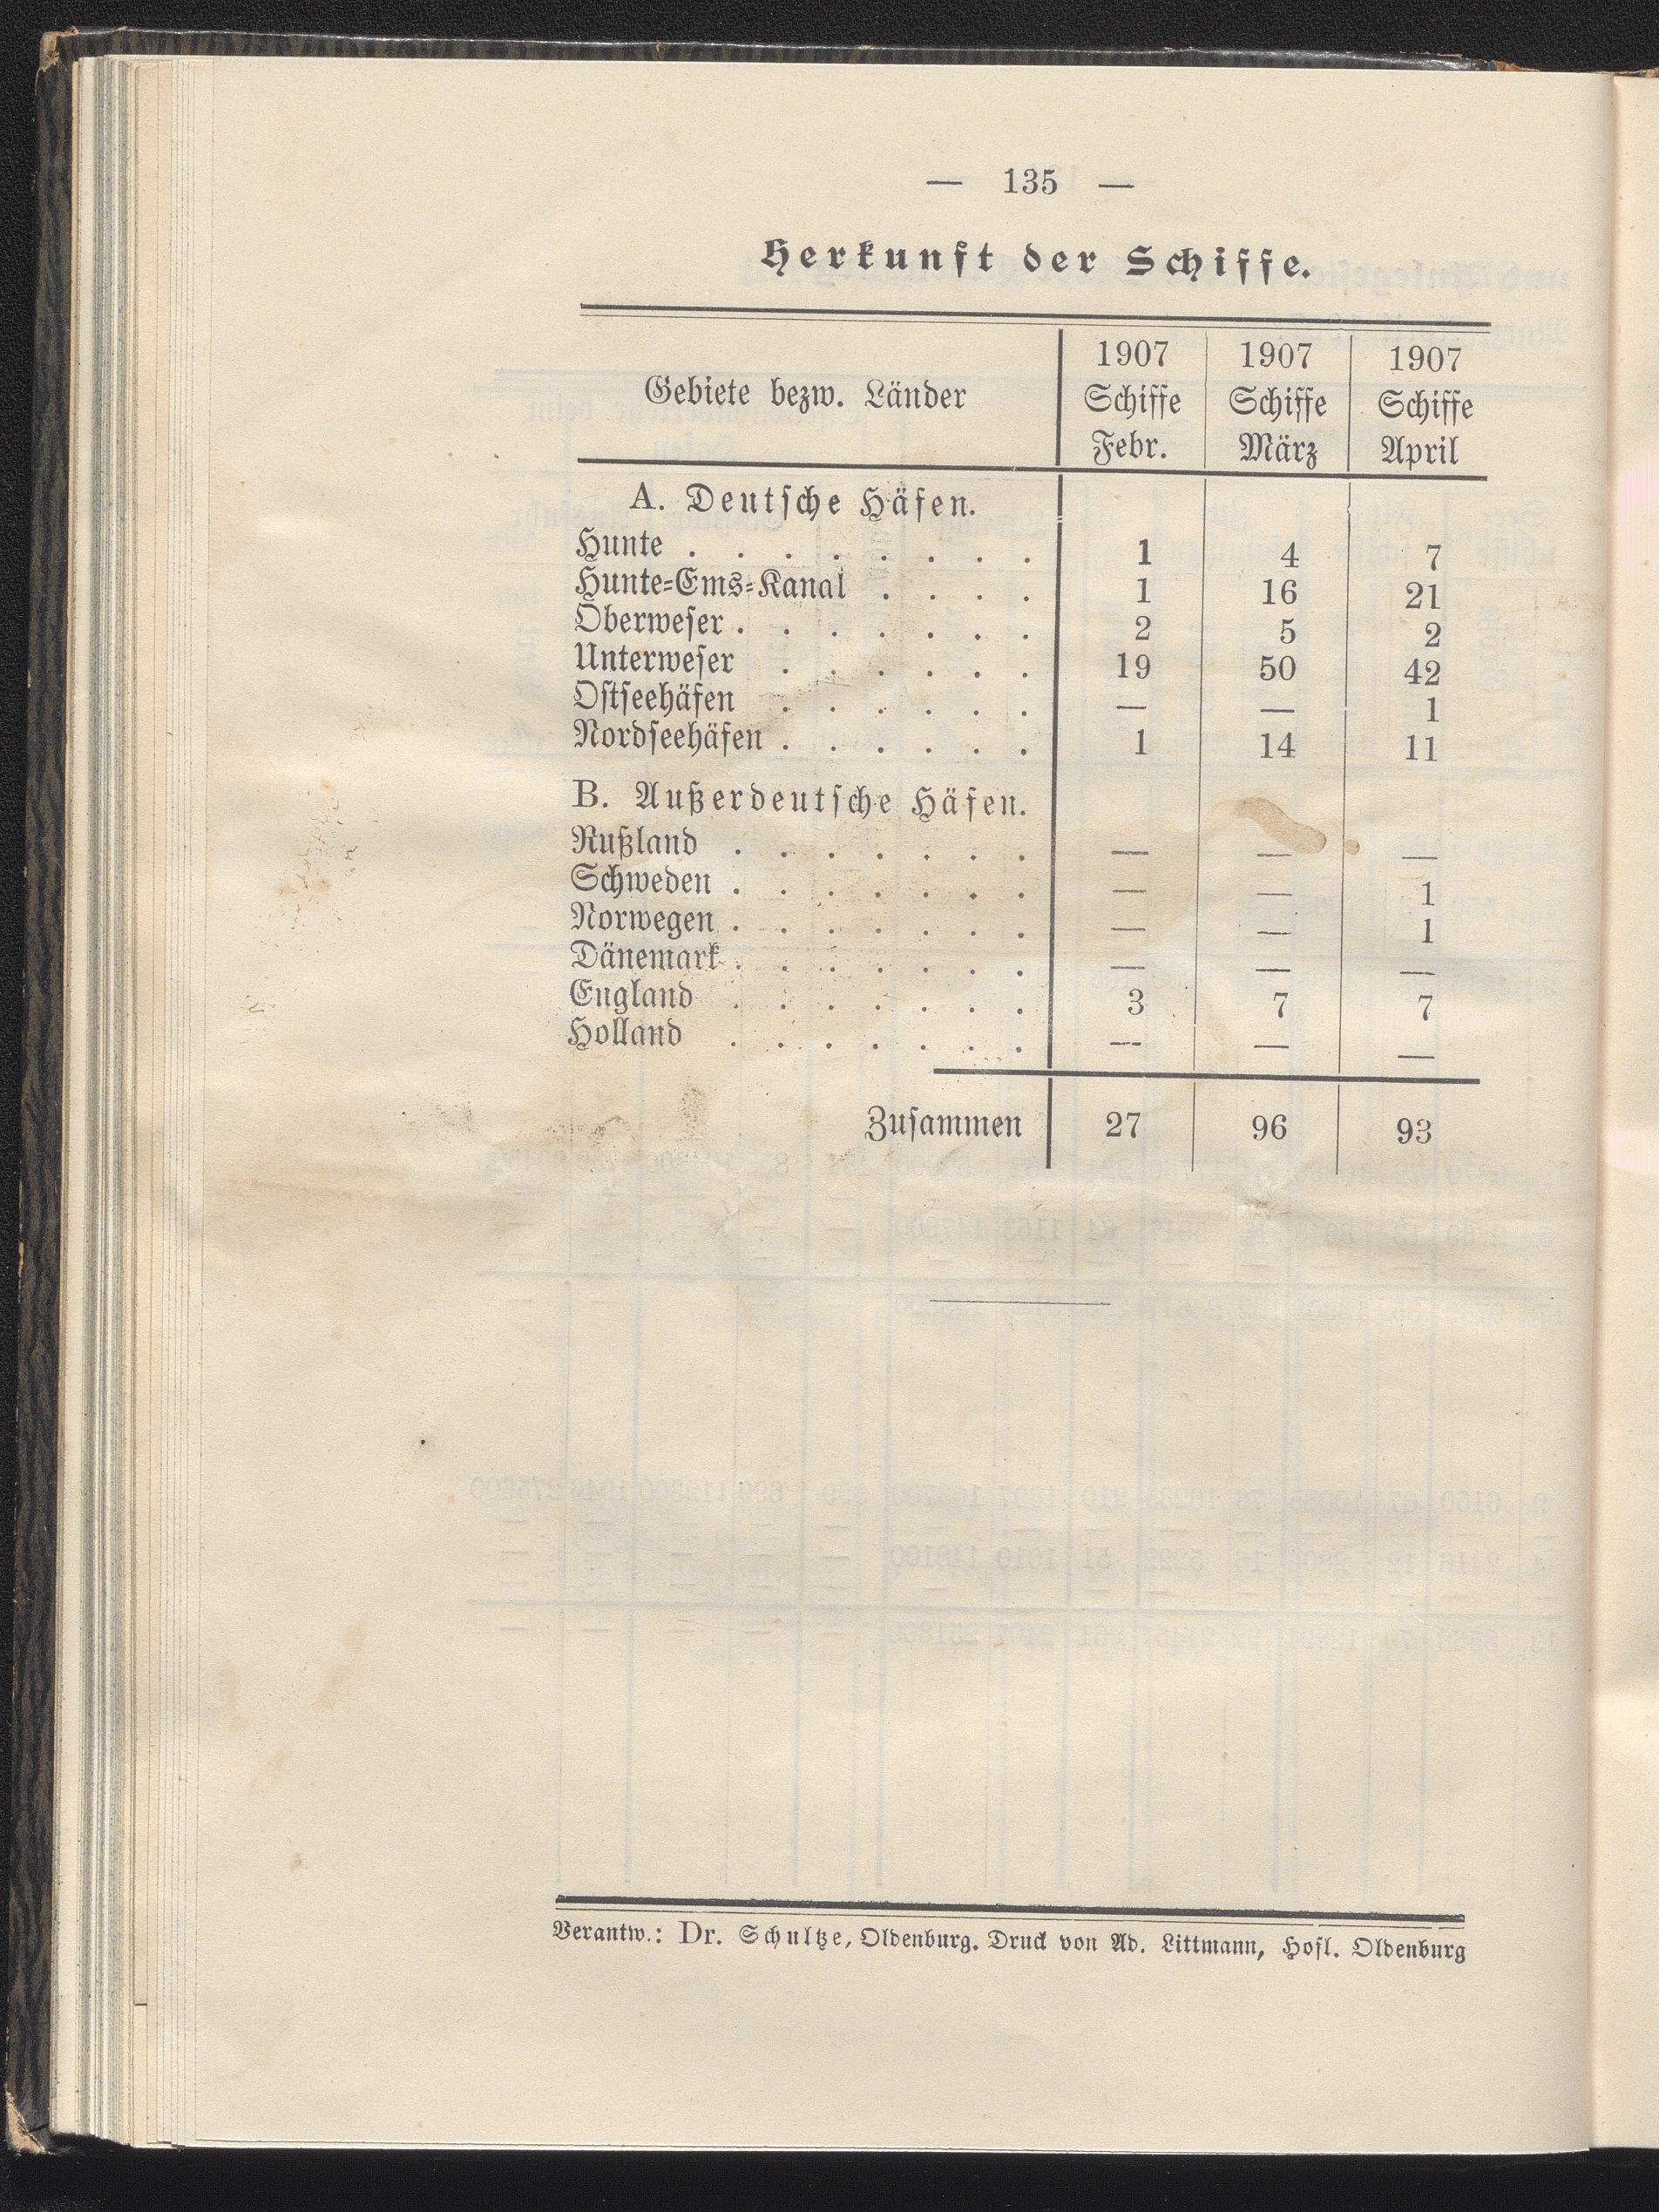 — 135 —
Herkunft der Schiffe.
Gebiete bezw. Länder | 1907 Schiffe Febr. | 1907 Schiffe März | 1907 Schiffe April
A. Deutsche Häfen.
Hunte . . . . . . . . 1 4 7
Hunte-Ems-Kanal . . . . 1 16 21
Oberweser . . . . . . . 2 5 2
Unterweser . . . . . . 19 50 42
Ostseehäfen . . . . . . — — 1
Nordseehäfen . . . . . . 1 14 11
B. Außerdeutsche Häfen.
Rußland . . . . . . . — — —
Schweden . . . . . . . — — 1
Norwegen . . . . . . . — — 1
Dänemark . . . . . . . — — —
England . . . . . . . 3 7 7
Holland . . . . . . . — — —
Zusammen 27 96 93
Verantw.: Dr. Schultze, Oldenburg. Druck von Ad. Littmann, Hofl. Oldenburg